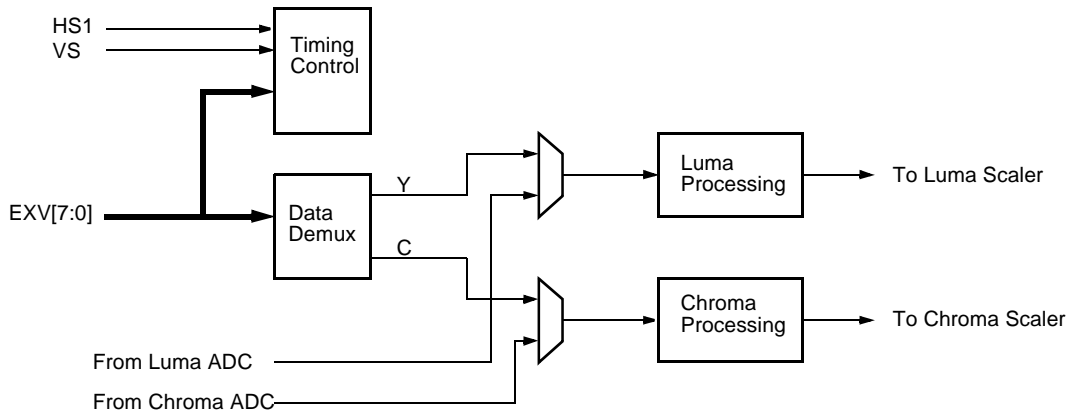 HS1
VS
Timing
Control
EXV[7:0]
Data
Demux
Y
C
Luma
Processing
To Luma Scaler
Chroma
Processing
To Chroma Scaler
From Luma ADC
From Chroma ADC